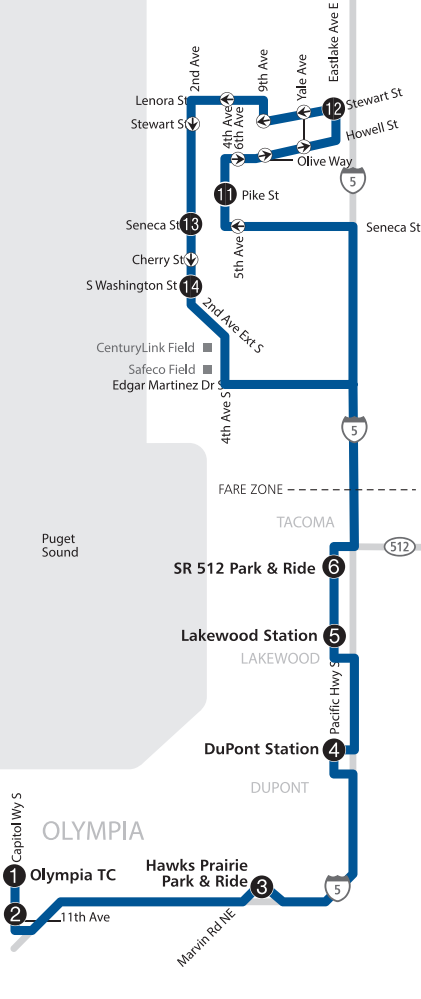 2nd Ave
9th Ave
Yale Ave
Eastlake Ave E
Lenora St
4th Ave
6th Ave
12
Stewart St
Stewart St
Howell St
Olive Way
5
11
Pike St
Seneca St
13
5th Ave
Seneca St
Cherry St
S Washington St
14
2nd Ave Ext S
CenturyLink Field
Safeco Field
Edgar Martinez Dr S
4th Ave S
5
FARE ZONE
TACOMA
512
Puget
Sound
SR 512 Park & Ride
6
Lakewood Station
5
LAKEWOOD
Pacific Hwy S
DuPont Station
4
DUPONT
OLYMPIA
Capitol Wy S
1
Olympia TC
Hawks Prairie
Park & Ride
3
5
2
11th Ave
Marvin Rd NE